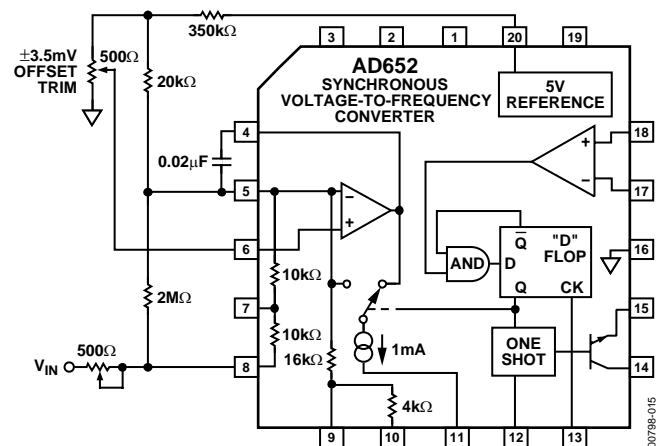 350kΩ
3
2
1
20
19
±3.5mV
OFFSET
TRIM
500Ω
20kΩ
AD652
SYNCHRONOUS
VOLTAGE-TO-FREQUENCY
CONVERTER
5V
REFERENCE
4
18
0.02μF
+
−
5
−
17
+
6
Q
"D"
FLOP
16
AND
D
10kΩ
Q
CK
2MΩ
7
15
10kΩ
ONE
SHOT
VIN
500Ω
8
16kΩ
1mA
14
4kΩ
9
10
11
12
13
00798-015